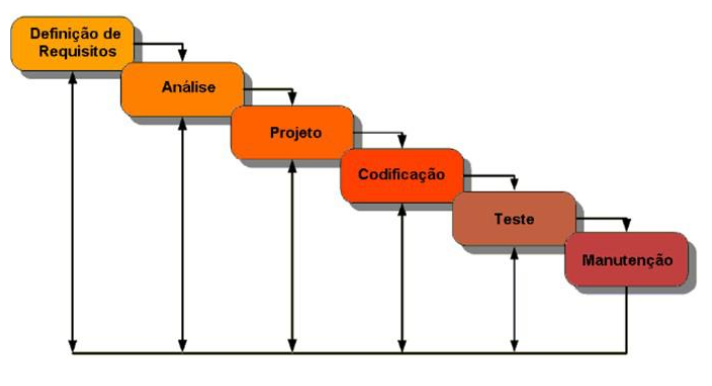 Definição de
Requisitos
Análise
Projeto
Codificação
Teste
Manutenção